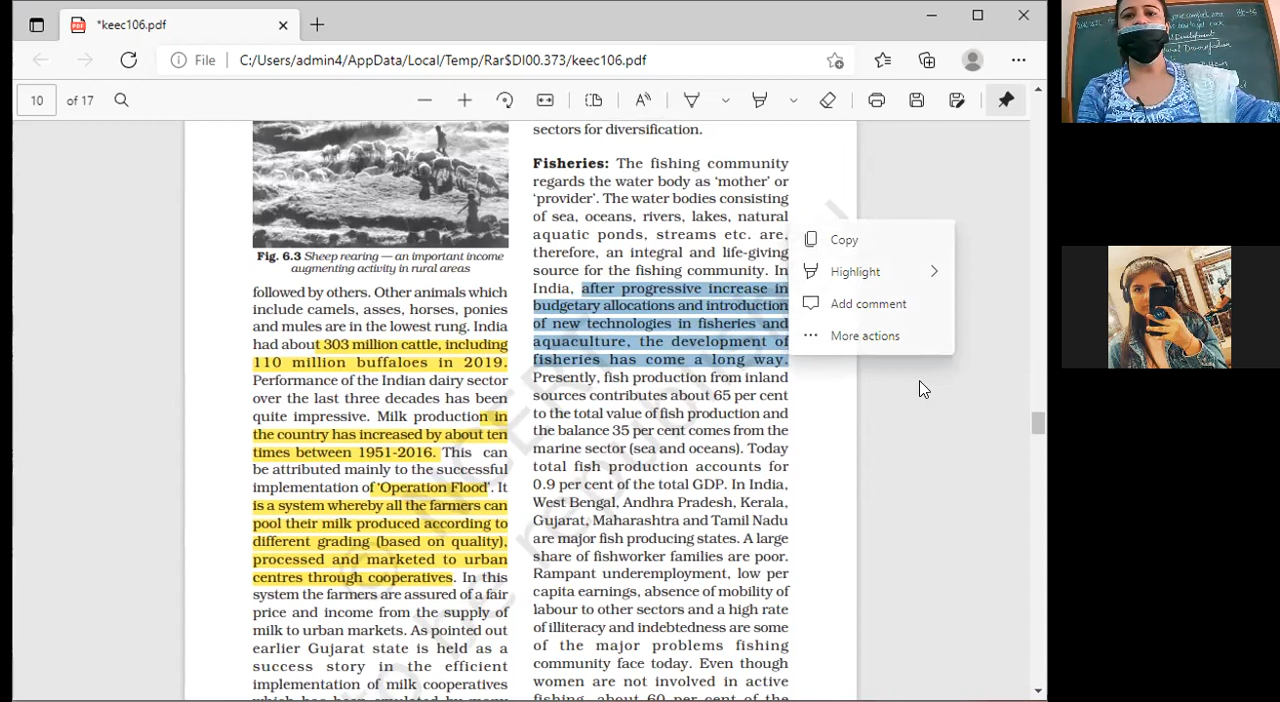 *keec106.pdf
File
C:/Users/admin4/AppData/Local/Temp/Rar$DI00.373/keec106.pdf
10
of 17
sectors for diversification.
Fig. 6.3 Sheep rearing — an important income
augmenting activity in rural areas
followed by others. Other animals which
include camels, asses, horses, ponies
and mules are in the lowest rung. India
had about 303 million cattle, including
110 million buffaloes in 2019.
Performance of the Indian dairy sector
over the last three decades has been
quite impressive. Milk production in
the country has increased by about ten
times between 1951-2016. This can
be attributed mainly to the successful
implementation of 'Operation Flood'. It
is a system whereby all the farmers can
pool their milk produced according to
different grading (based on quality),
processed and marketed to urban
centres through cooperatives. In this
system the farmers are assured of a fair
price and income from the supply of
milk to urban markets. As pointed out
earlier Gujarat state is held as a
success story in the efficient
implementation of milk cooperatives
Fisheries: The fishing community
regards the water body as 'mother' or
'provider'. The water bodies consisting
of sea, oceans, rivers, lakes, natural
aquatic ponds, streams etc. are,
therefore, an integral and life-giving
source for the fishing community. In
India, after progressive increase in
budgetary allocations and introduction
of new technologies in fisheries and
aquaculture, the development of
fisheries has come a long way.
Presently, fish production from inland
sources contributes about 65 per cent
to the total value of fish production and
the balance 35 per cent comes from the
marine sector (sea and oceans). Today
total fish production accounts for
0.9 per cent of the total GDP. In India,
West Bengal, Andhra Pradesh, Kerala,
Gujarat, Maharashtra and Tamil Nadu
are major fish producing states. A large
share of fishworker families are poor.
Rampant underemployment, low per
capita earnings, absence of mobility of
labour to other sectors and a high rate
of illiteracy and indebtedness are some
of the major problems fishing
community face today. Even though
women are not involved in active
fishing, about 60 per cent of the
Copy
Highlight
Add comment
More actions